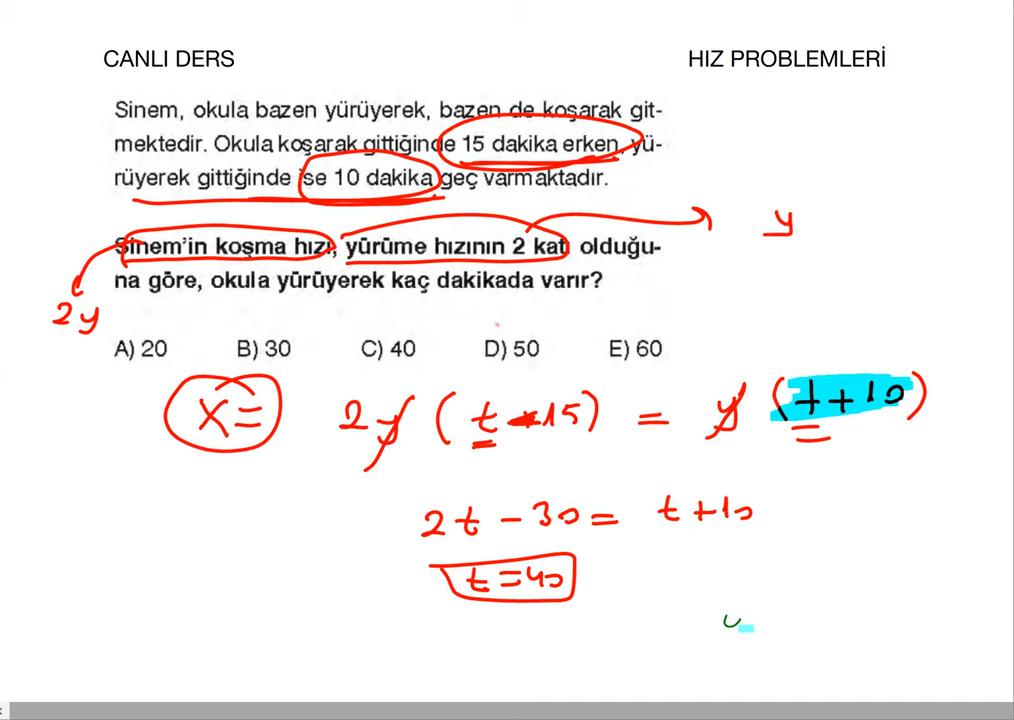 CANLI DERS HIZ PROBLEMLERİ
Sinem, okula bazen yürüyerek, bazen de koşarak git-
mektedir. Okula koşarak gittiğinde 15 dakika erken, yü-
rüyerek gittiğinde ise 10 dakika geç varmaktadır.
y
Sinem'in koşma hızı, yürüme hızının 2 katı olduğu-
na göre, okula yürüyerek kaç dakikada varır?
2y
A) 20 B) 30 C) 40 D) 50 E) 60
x = 2y (t - 15) = y (t + 10)
2t - 30 = t + 10
t = 40